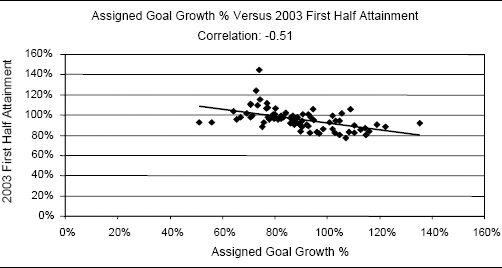 Assigned Goal Growth % Versus 2003 First Half Attainment
Correlation: -0.51
2003 First Half Attainment
160%
140%
120%
100%
80%
60%
40%
20%
0%
0% 20% 40% 60% 80% 100% 120% 140% 160%
Assigned Goal Growth %